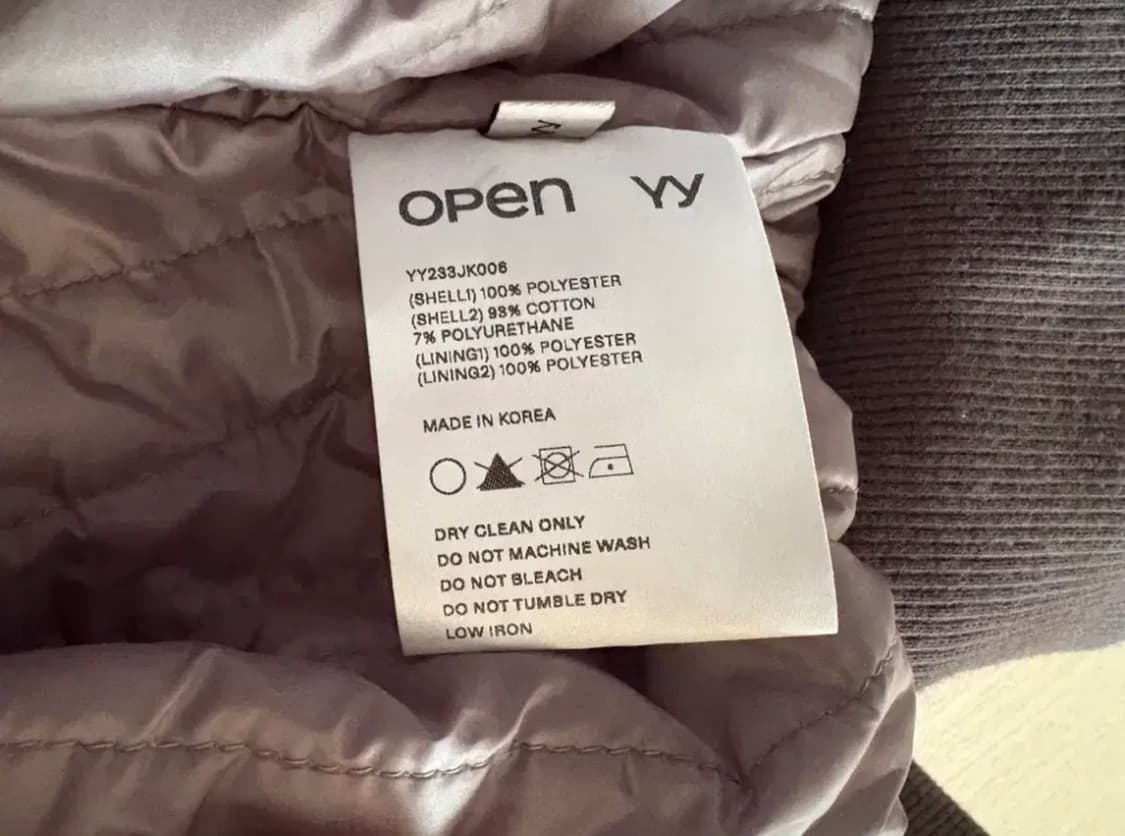 OPEN YY
YY233JK006
(SHELL1) 100% POLYESTER
(SHELL2) 93% COTTON
7% POLYURETHANE
(LINING1) 100% POLYESTER
(LINING2) 100% POLYESTER
MADE IN KOREA
DRY CLEAN ONLY
DO NOT MACHINE WASH
DO NOT BLEACH
DO NOT TUMBLE DRY
LOW IRON